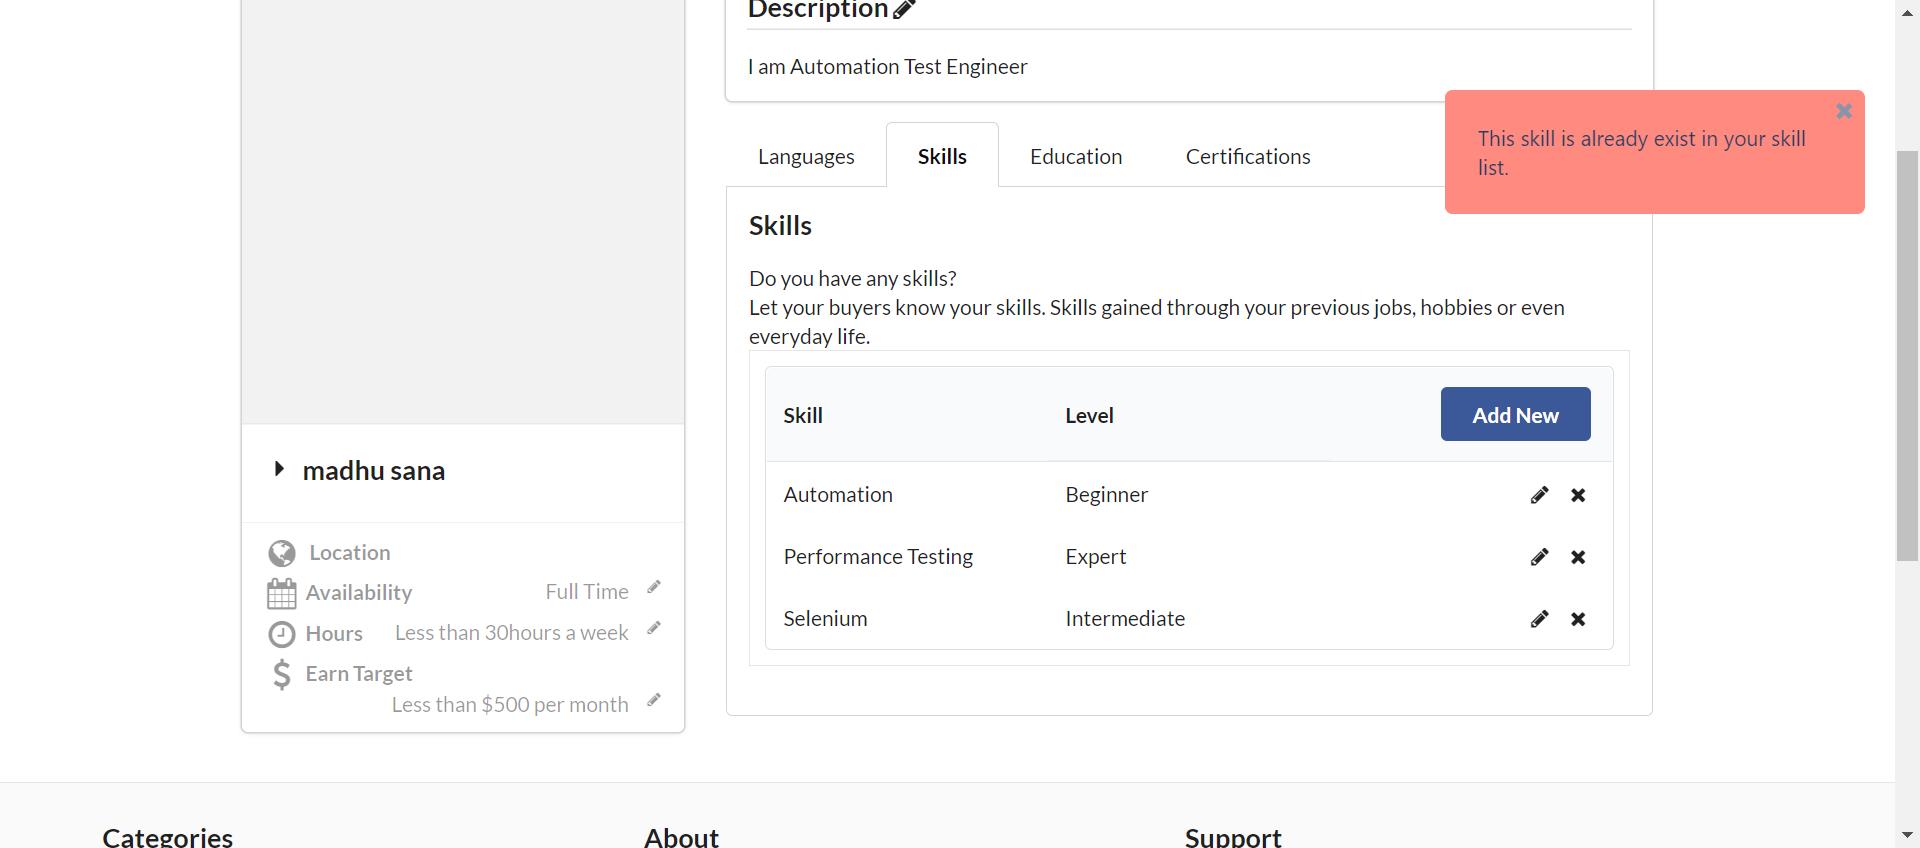 Description
I am Automation Test Engineer
This skill is already exist in your skill
list.
Languages
Skills
Education
Certifications
Skills
Do you have any skills?
Let your buyers know your skills. Skills gained through your previous jobs, hobbies or even
everyday life.
Skill Level Add New
Automation Beginner
Performance Testing Expert
Selenium Intermediate
madhu sana
Location
Availability Full Time
Hours Less than 30hours a week
Earn Target
Less than $500 per month
Categories
About
Support